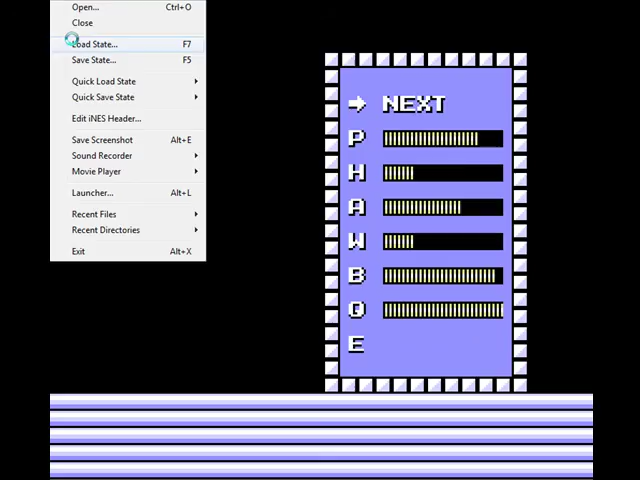 Open... Ctrl+O
Close
Load State... F7
Save State... F5
Quick Load State
Quick Save State
Edit iNES Header...
Save Screenshot Alt+E
Sound Recorder
Movie Player
Launcher... Alt+L
Recent Files
Recent Directories
Exit Alt+X
NEXT
P
H
A
W
B
Q
E